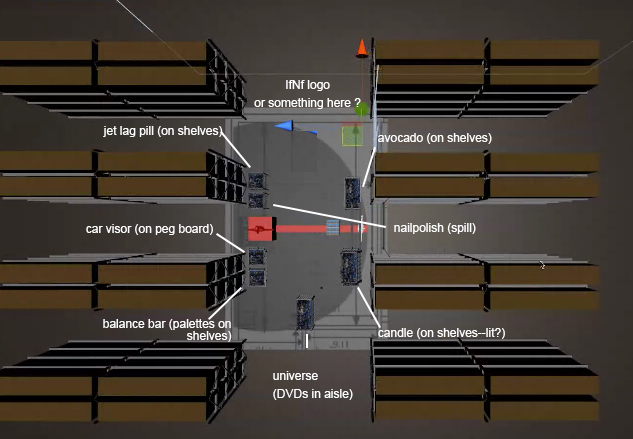 IfNf logo
or something here ?
jet lag pill (on shelves)
avocado (on shelves)
car visor (on peg board)
nailpolish (spill)
balance bar (palettes on
shelves)
candle (on shelves--lit?)
universe
(DVDs in aisle)